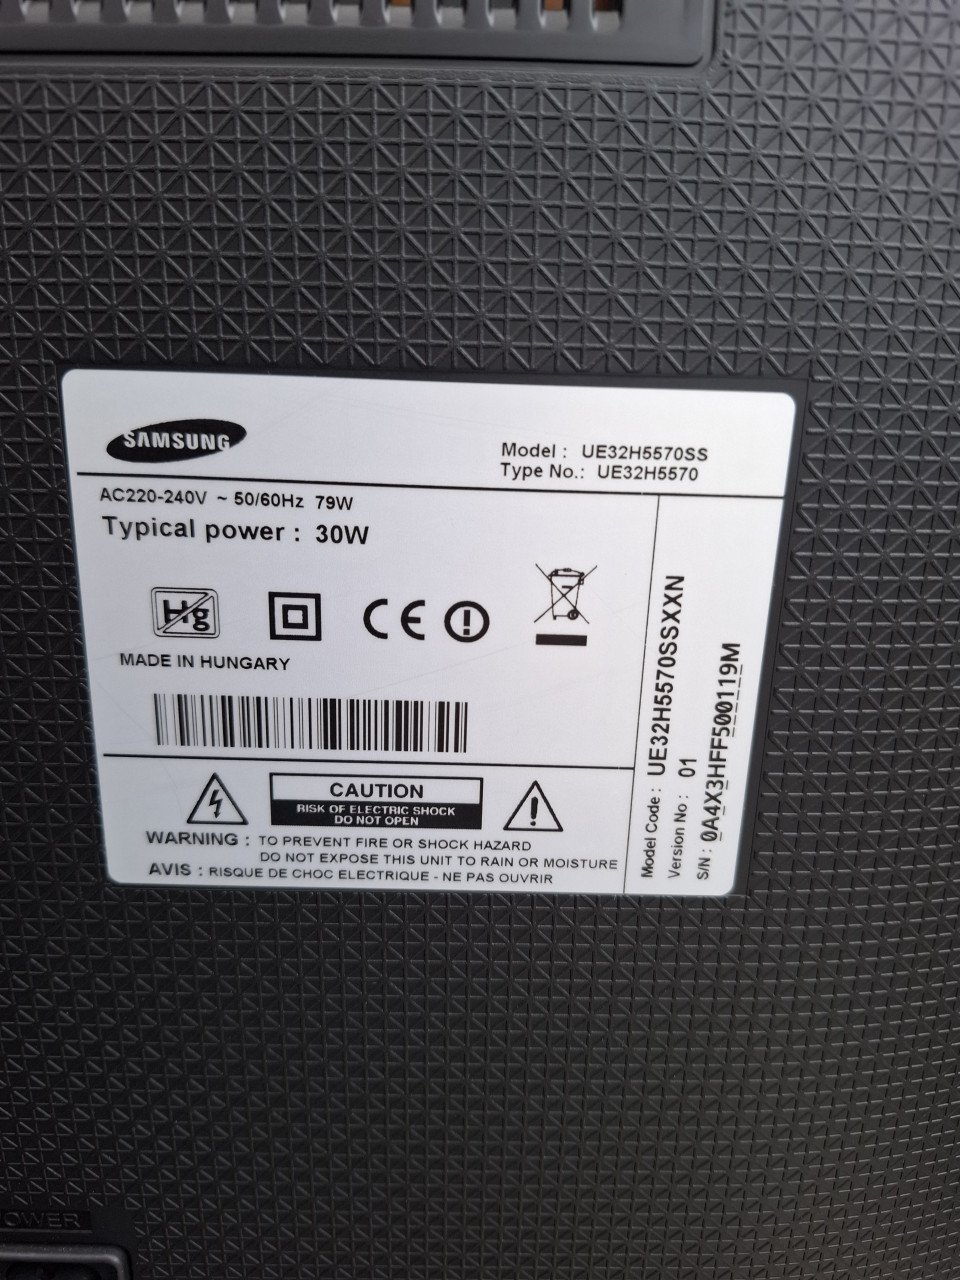 SAMSUNG
Model : UE32H5570SS
Type No.: UE32H5570
AC220-240V ~ 50/60Hz 79W
Typical power : 30W
Hg
CE
MADE IN HUNGARY
CAUTION
RISK OF ELECTRIC SHOCK
DO NOT OPEN
WARNING : TO PREVENT FIRE OR SHOCK HAZARD
DO NOT EXPOSE THIS UNIT TO RAIN OR MOISTURE
AVIS : RISQUE DE CHOC ELECTRIQUE - NE PAS OUVRIR
Model Code : UE32H5570SSXXN
Version No : 01
S/N : 0A4X3HFF500119M